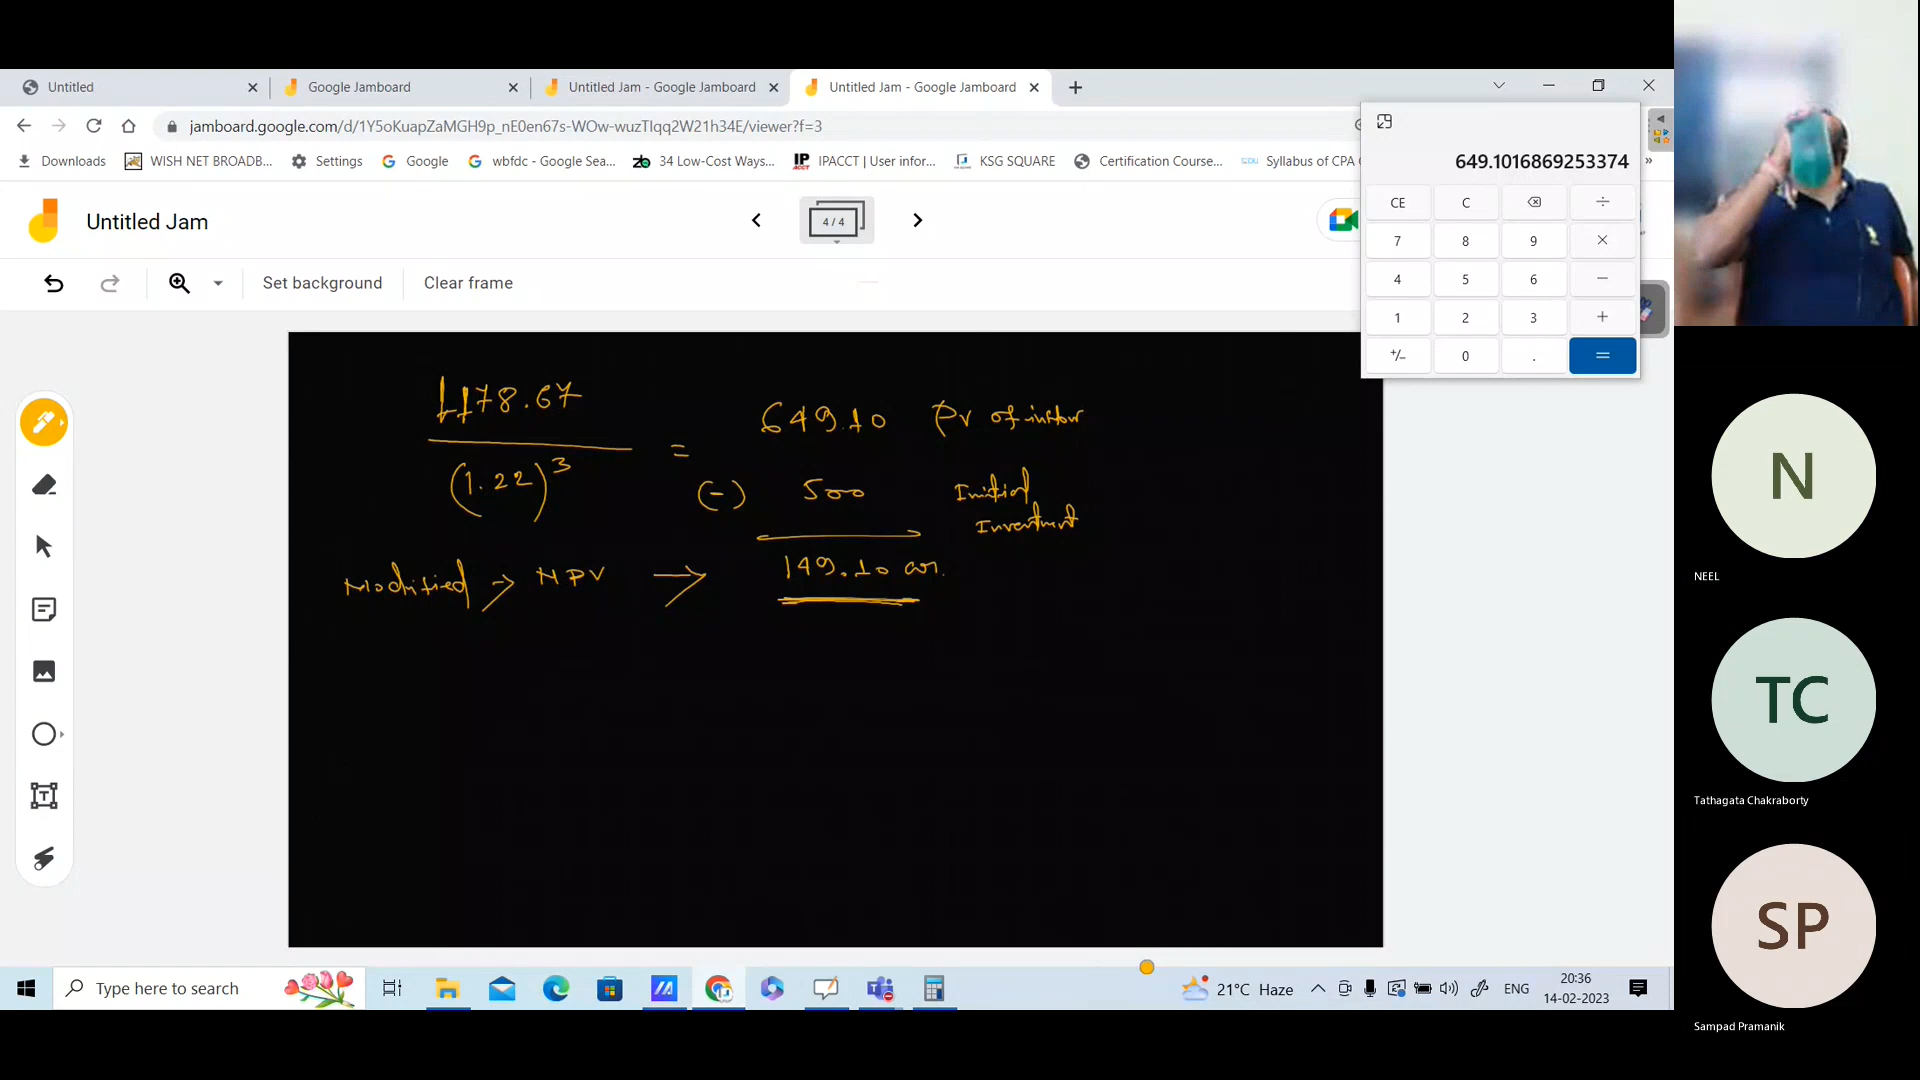 Untitled
Google Jamboard
Untitled Jam - Google Jamboard
Untitled Jam - Google Jamboard
jamboard.google.com/d/1Y5oKuapZaMGH9p_nE0en67s-WOw-wuzTlqq2W21h34E/viewer?f=3
Downloads
WISH NET BROADB...
Settings
Google
wbfdc - Google Sea...
34 Low-Cost Ways...
IPACCT | User infor...
KSG SQUARE
Certification Course...
Syllabus of CPA
»
649.1016869253374
CE C ÷
7 8 9 ×
4 5 6 −
1 2 3 +
+/− 0 . =
Untitled Jam
4 / 4
Set background
Clear frame
1178.67
(1.22)³
=
649.10 PV of
(-) 500 Initial
Investment
Modified → NPV → 149.10
N
NEEL
TC
Tathagata Chakraborty
SP
Sampad Pramanik
Type here to search
21°C Haze
ENG
20:36
14-02-2023